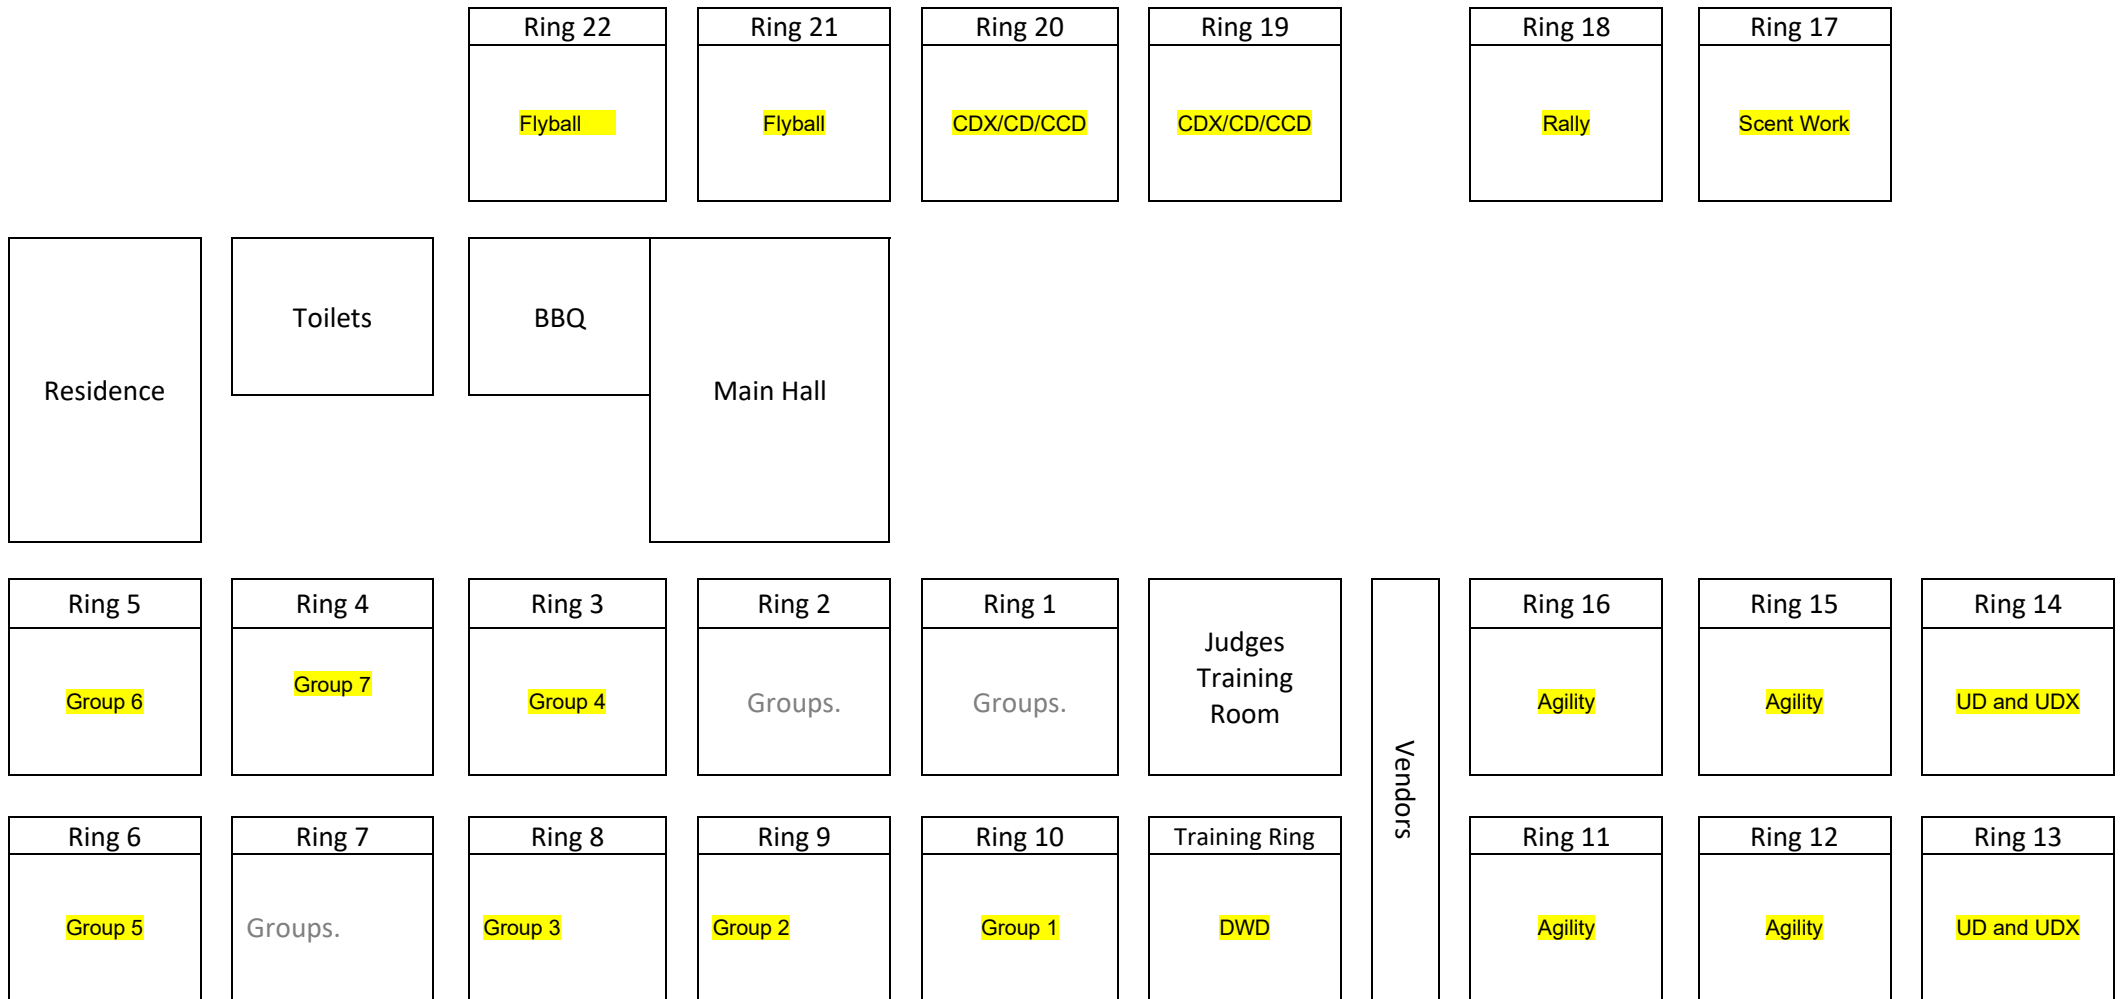 Ring 22 Ring 21 Ring 20 Ring 19 Ring 18 Ring 17
Flyball Flyball CDX/CD/CCD CDX/CD/CCD Rally Scent Work
Toilets BBQ
Residence Main Hall
Ring 5 Ring 4 Ring 3 Ring 2 Ring 1 Ring 16 Ring 15 Ring 14
Judges
Training
Room
Group 6 Group 7 Group 4 Groups. Groups. Agility Agility UD and UDX
Vendors
Ring 6 Ring 7 Ring 8 Ring 9 Ring 10 Training Ring Ring 11 Ring 12 Ring 13
Group 5 Groups. Group 3 Group 2 Group 1 DWD Agility Agility UD and UDX